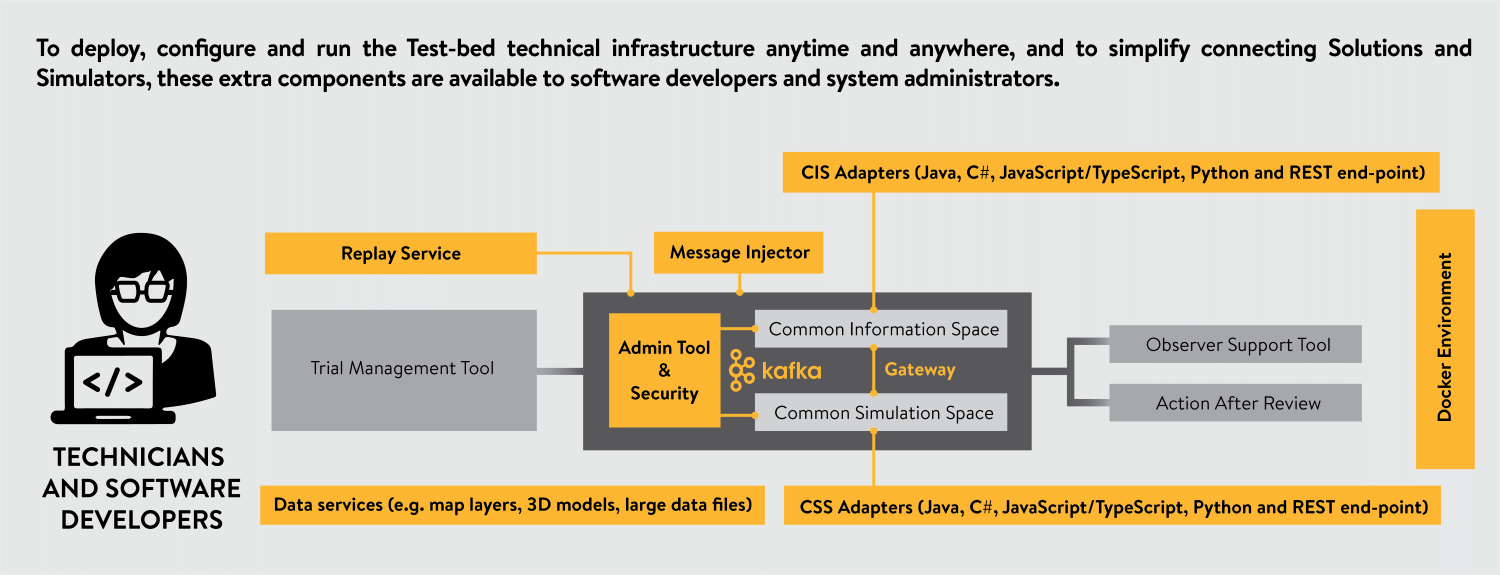 To deploy, configure and run the Test-bed technical infrastructure anytime and anywhere, and to simplify connecting Solutions and
Simulators, these extra components are available to software developers and system administrators.
CIS Adapters (Java, C#, JavaScript/TypeScript, Python and REST end-point)
Replay Service
Message Injector
Docker Environment
Trial Management Tool
Admin Tool
&
Security
kafka
Common Information Space
Gateway
Common Simulation Space
Observer Support Tool
Action After Review
</>
TECHNICIANS
AND SOFTWARE
DEVELOPERS
Data services (e.g. map layers, 3D models, large data files)
CSS Adapters (Java, C#, JavaScript/TypeScript, Python and REST end-point)